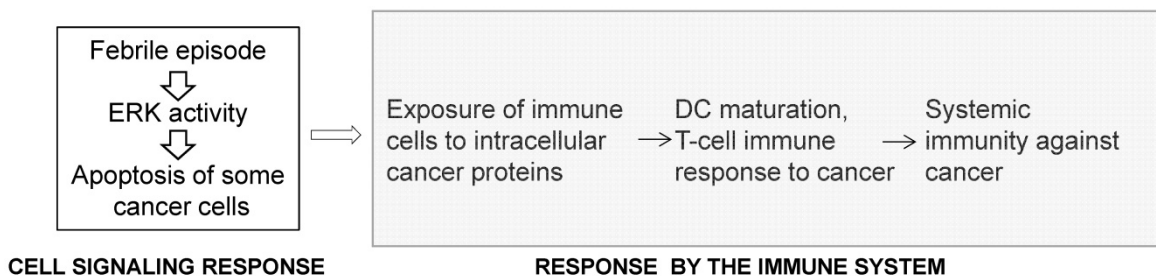 Febrile episode
ERK activity
Apoptosis of some
cancer cells
Exposure of immune
cells to intracellular
cancer proteins
DC maturation,
T-cell immune
response to cancer
Systemic
immunity against
cancer
CELL SIGNALING RESPONSE
RESPONSE BY THE IMMUNE SYSTEM